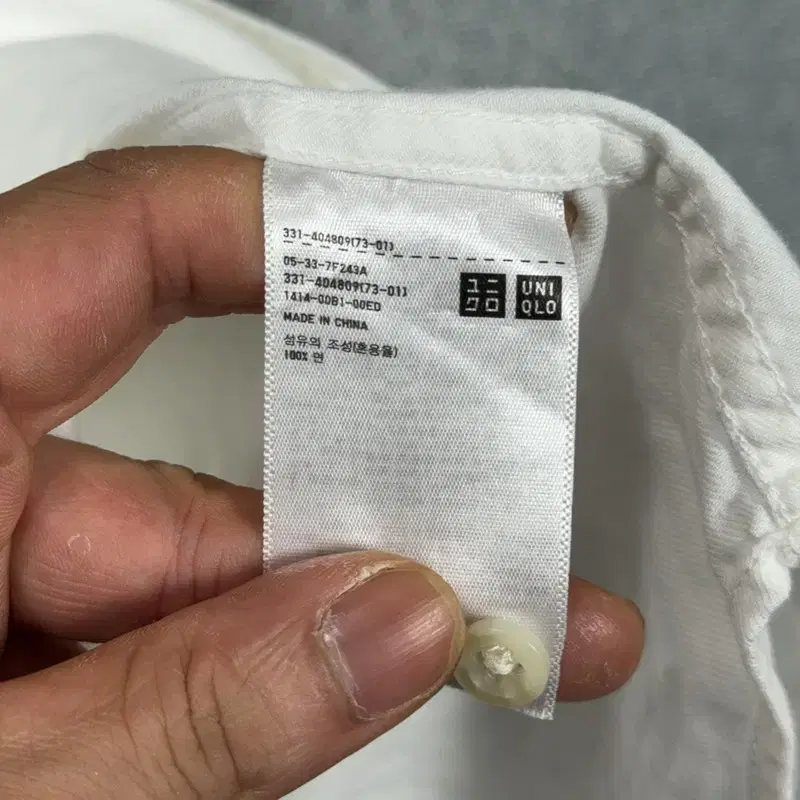 331-404809(73-01)
05-33-7F243A
331-404809(73-01)
1414-00B1-00ED
MADE IN CHINA
섬유의 조성(혼용율)
100% 면
ユニ
クロ
UNI
QLO